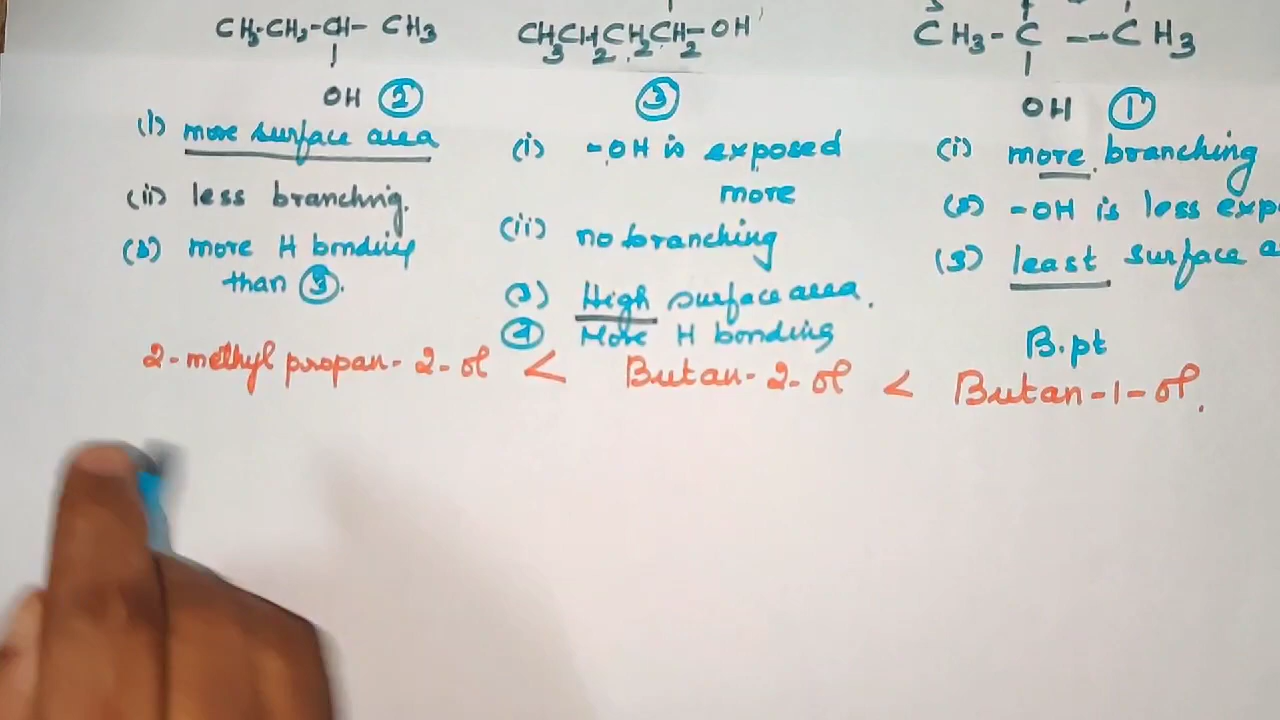 CH3-CH2-CH-CH3
OH ②
(1) more surface area
(ii) less branching.
(3) more H bonding
than ③.
CH3CH2CH2CH2-OH
③
(i) -OH is exposed
more
(ii) no branching
(3) High surface area.
④ More H bonding
CH3-C--CH3
OH ①
(i) more branching
(2) -OH is less exp
(3) least surface a
B.pt
2-methyl propan-2-ol < Butan-2-ol < Butan-1-ol.